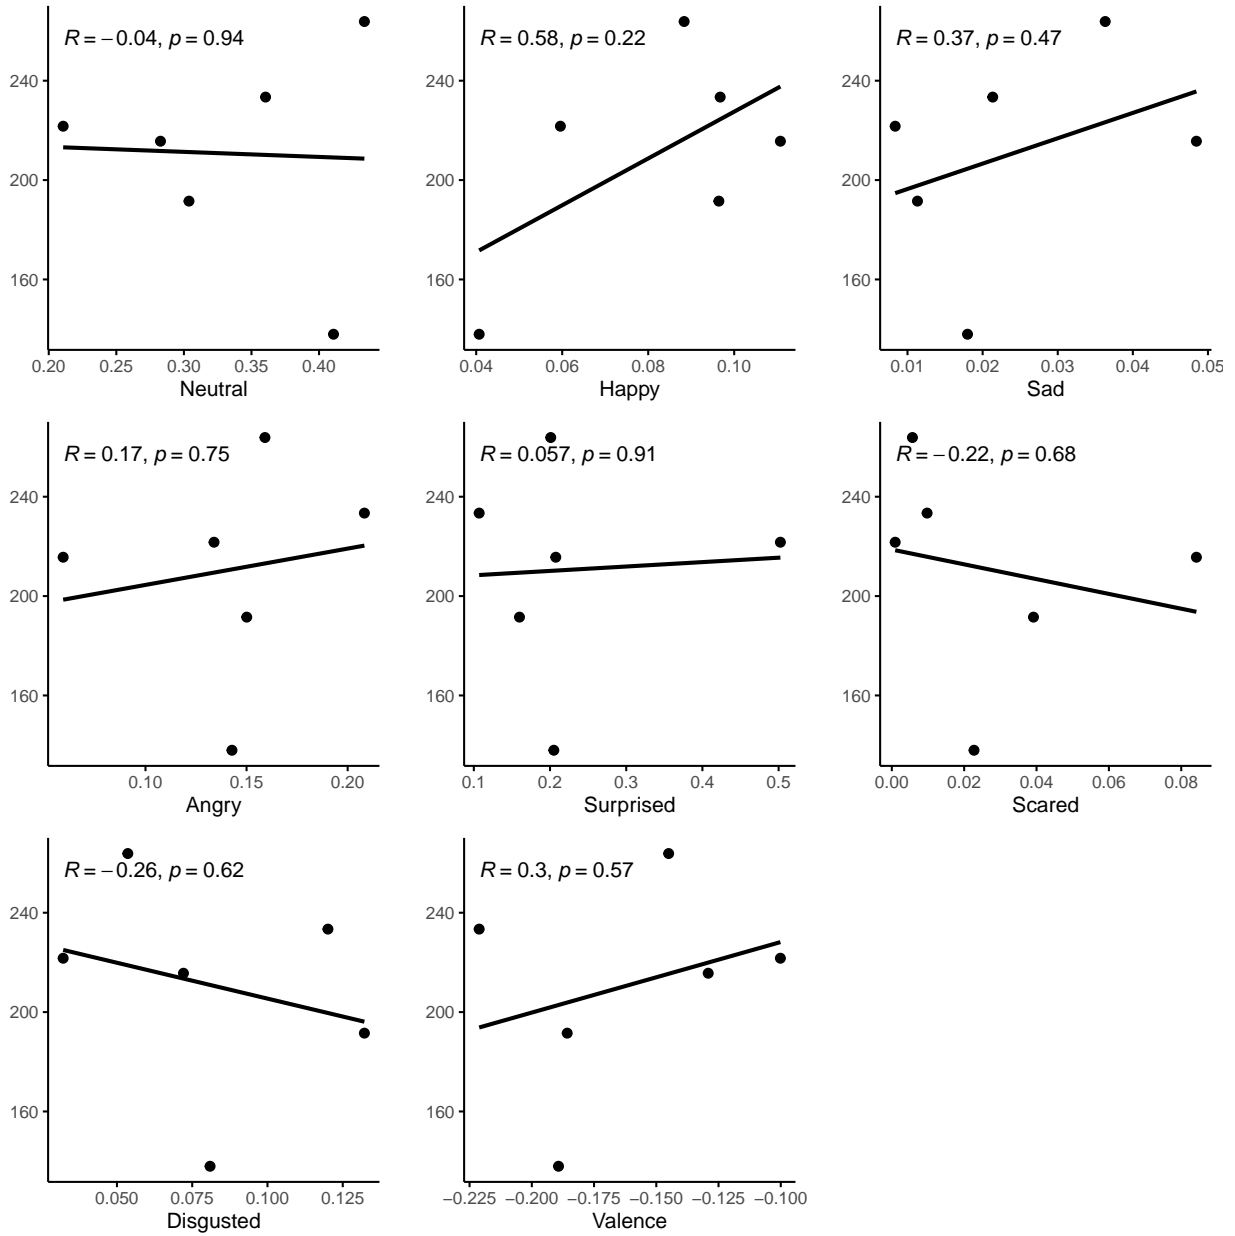 R = −0.04, p = 0.94
240
200
160
0.20 0.25 0.30 0.35 0.40
Neutral
R = 0.58, p = 0.22
240
200
160
0.04 0.06 0.08 0.10
Happy
R = 0.37, p = 0.47
240
200
160
0.01 0.02 0.03 0.04 0.05
Sad
R = 0.17, p = 0.75
240
200
160
0.10 0.15 0.20
Angry
R = 0.057, p = 0.91
240
200
160
0.1 0.2 0.3 0.4 0.5
Surprised
R = −0.22, p = 0.68
240
200
160
0.00 0.02 0.04 0.06 0.08
Scared
R = −0.26, p = 0.62
240
200
160
0.050 0.075 0.100 0.125
Disgusted
R = 0.3, p = 0.57
240
200
160
−0.225 −0.200 −0.175 −0.150 −0.125 −0.100
Valence